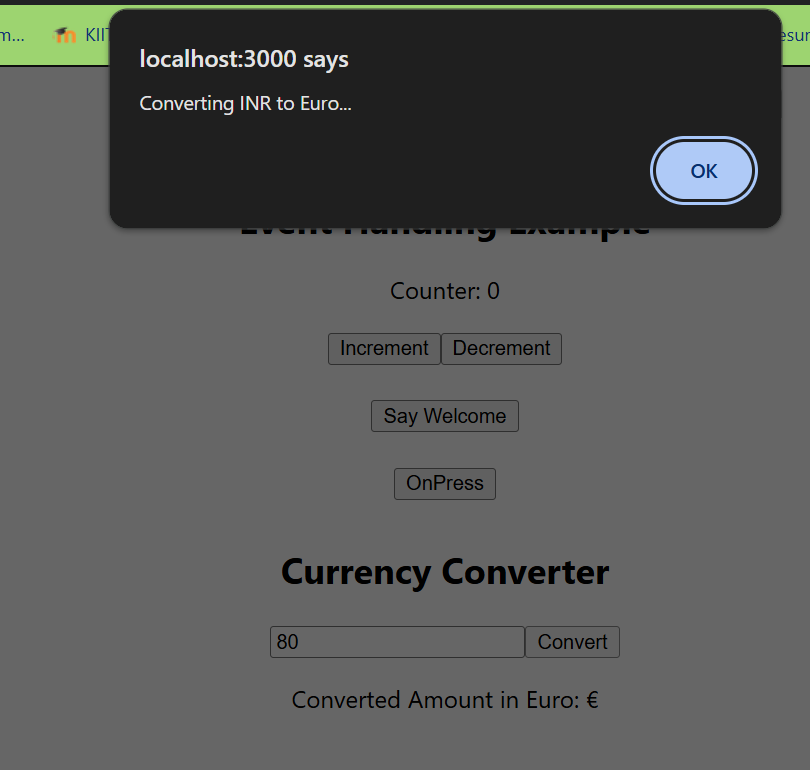 m... KIIT
localhost:3000 says
Converting INR to Euro...
OK
Event Handling Example
Counter: 0
Increment Decrement
Say Welcome
OnPress
Currency Converter
80 Convert
Converted Amount in Euro: €